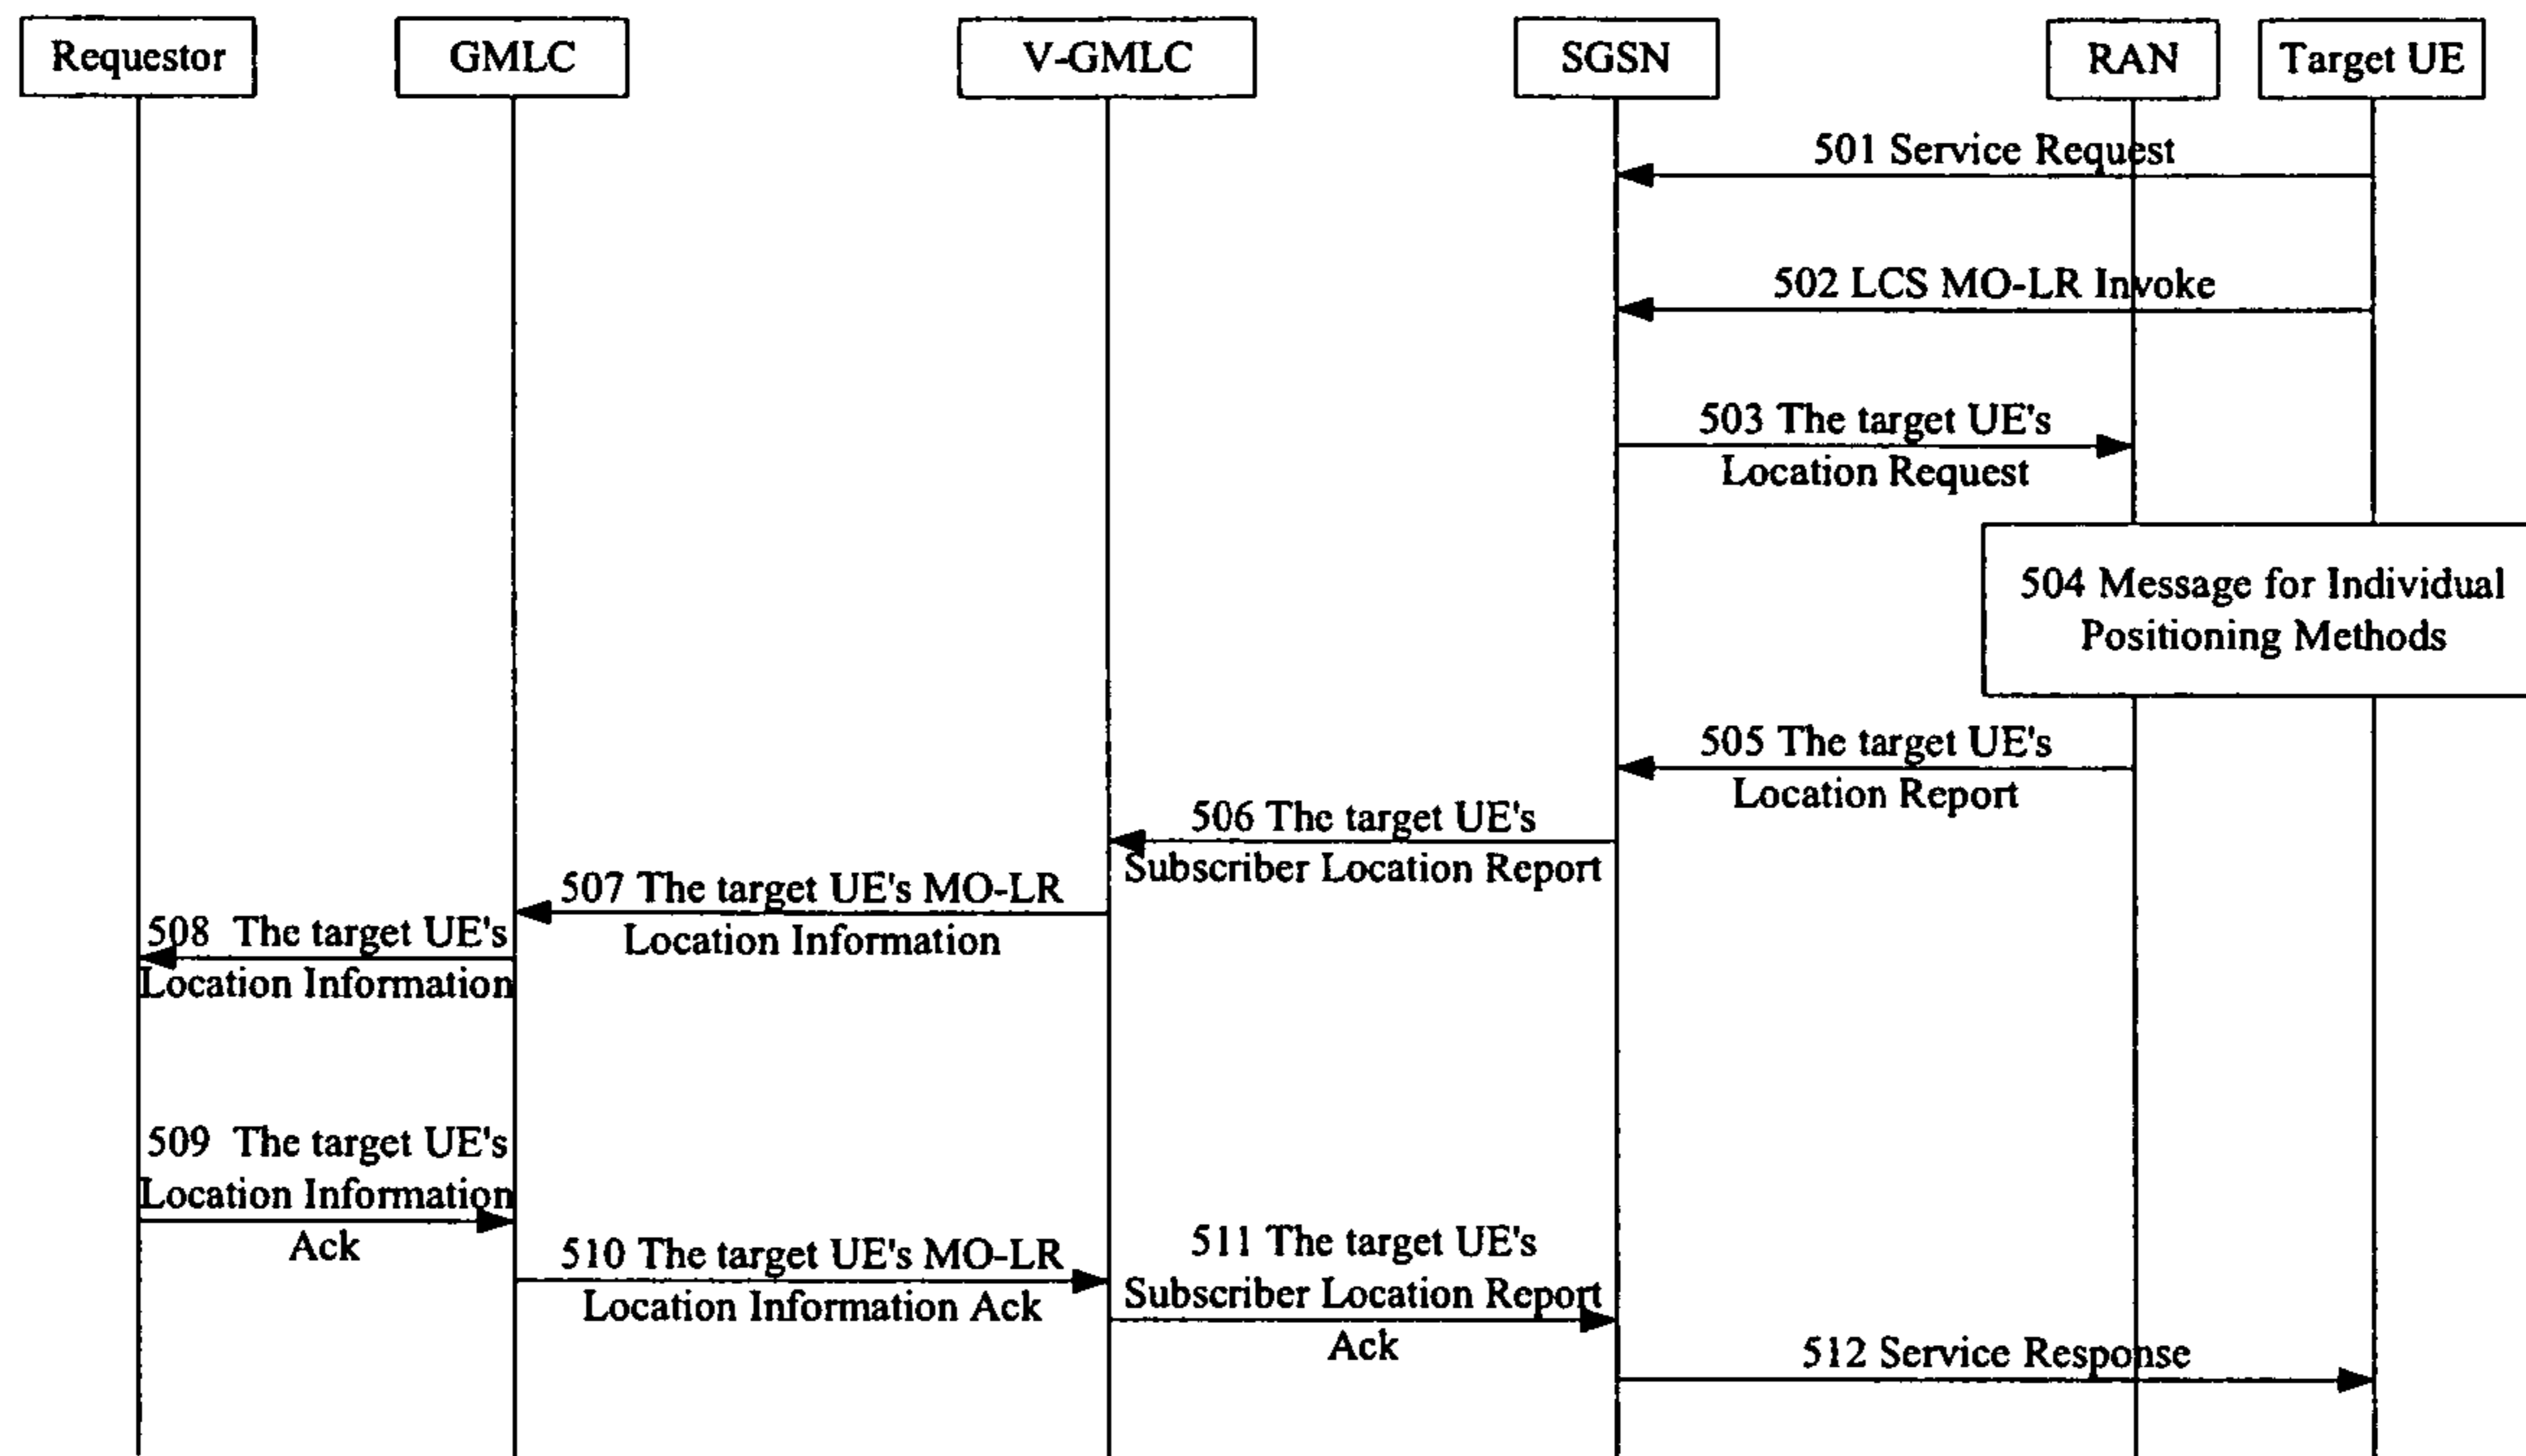 Requestor
GMLC
V-GMLC
SGSN
RAN
Target UE
501 Service Request
502 LCS MO-LR Invoke
503 The target UE's
Location Request
504 Message for Individual
Positioning Methods
505 The target UE's
Location Report
506 The target UE's
Subscriber Location Report
507 The target UE's MO-LR
Location Information
508 The target UE's
Location Information
509 The target UE's
Location Information
Ack
510 The target UE's MO-LR
Location Information Ack
511 The target UE's
Subscriber Location Report
Ack
512 Service Response